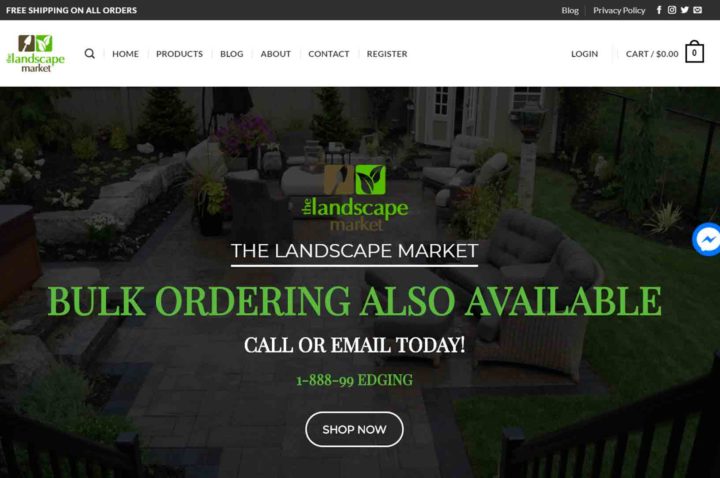 FREE SHIPPING ON ALL ORDERS
Blog
Privacy Policy
the landscape market
HOME
PRODUCTS
BLOG
ABOUT
CONTACT
REGISTER
LOGIN
CART / $0.00
0
the landscape market
THE LANDSCAPE MARKET
BULK ORDERING ALSO AVAILABLE
CALL OR EMAIL TODAY!
1-888-99 EDGING
SHOP NOW